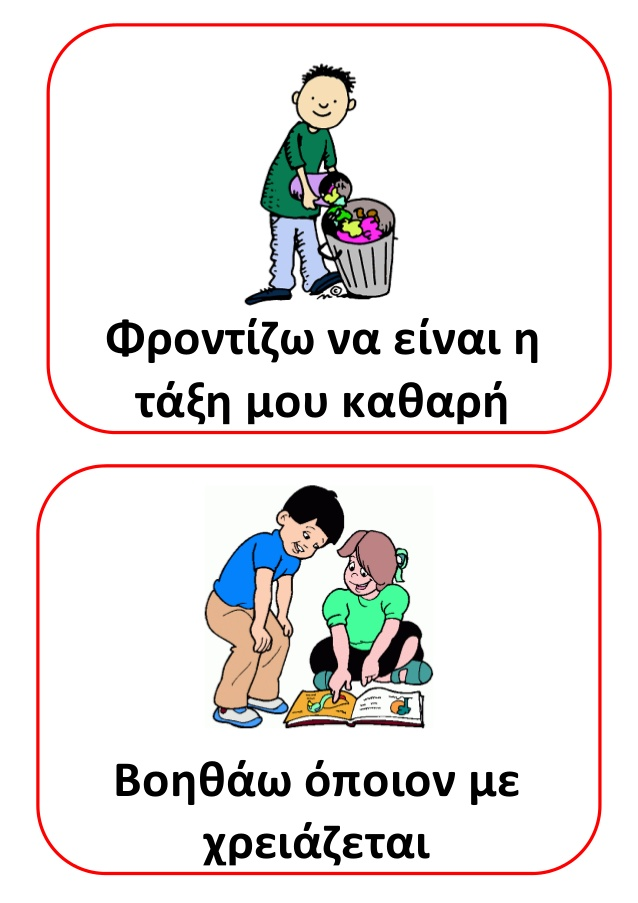 Φροντίζω να είναι η
τάξη μου καθαρή
Βοηθάω όποιον με
χρειάζεται